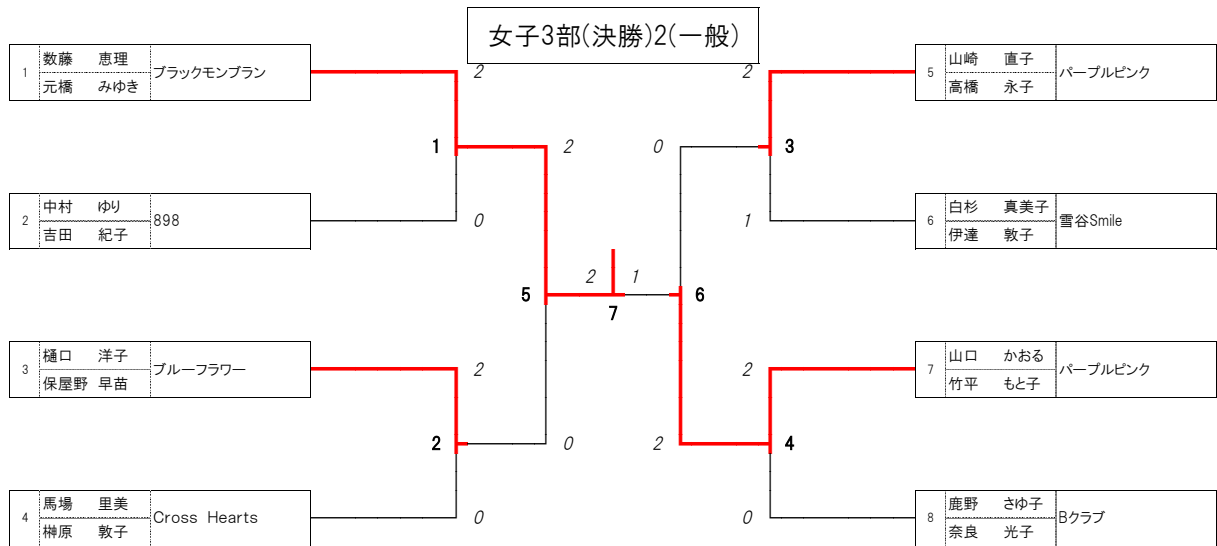 女子3部(決勝)2(一般)
1 数藤 恵理 ブラックモンブラン
元橋 みゆき
2 中村 ゆり 898
吉田 紀子
3 樋口 洋子 ブルーフラワー
保屋野 早苗
4 馬場 里美 Cross Hearts
榊原 敦子
2
1
0
2
2
2
0
0
5
2 1
7
5 山崎 直子 パープルピンク
高橋 永子
6 白杉 真美子 雪谷Smile
伊達 敦子
7 山口 かおる パープルピンク
竹平 もと子
8 鹿野 さゆ子 Bクラブ
奈良 光子
2
0
3
1
6
2
2
4
0